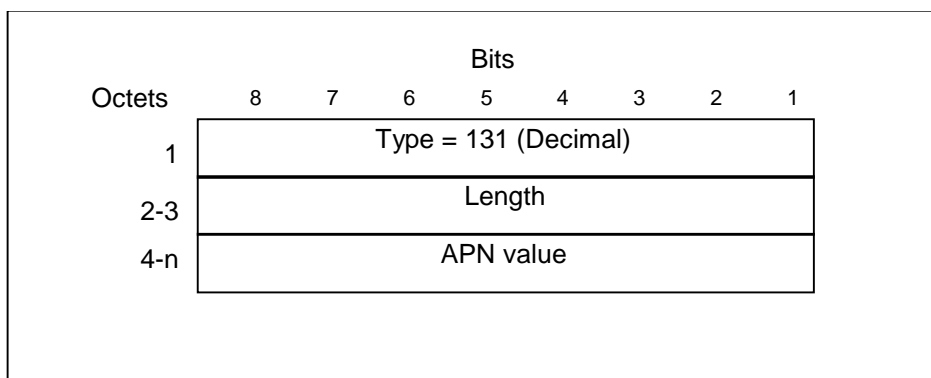 Bits
Octets 8 7 6 5 4 3 2 1
1 Type = 131 (Decimal)
2-3 Length
4-n APN value